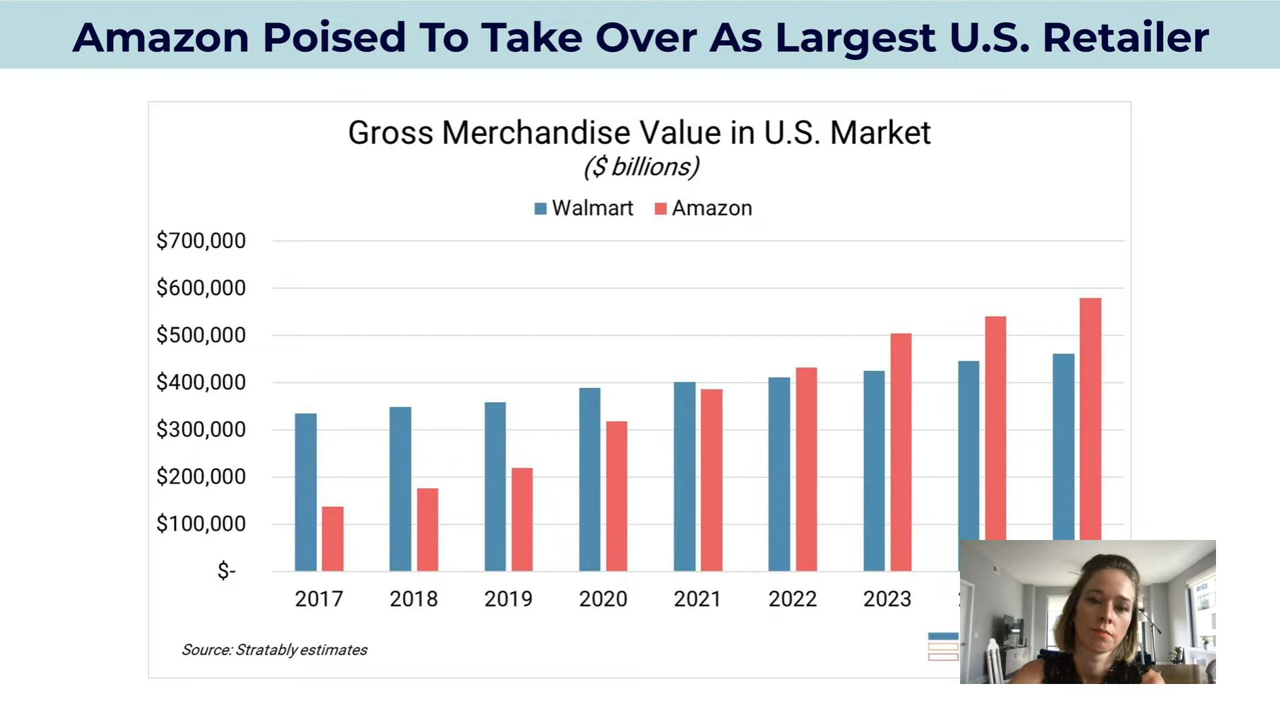 Amazon Poised To Take Over As Largest U.S. Retailer
Gross Merchandise Value in U.S. Market
($ billions)
Walmart Amazon
$700,000
$600,000
$500,000
$400,000
$300,000
$200,000
$100,000
$-
2017 2018 2019 2020 2021 2022 2023
Source: Stratably estimates